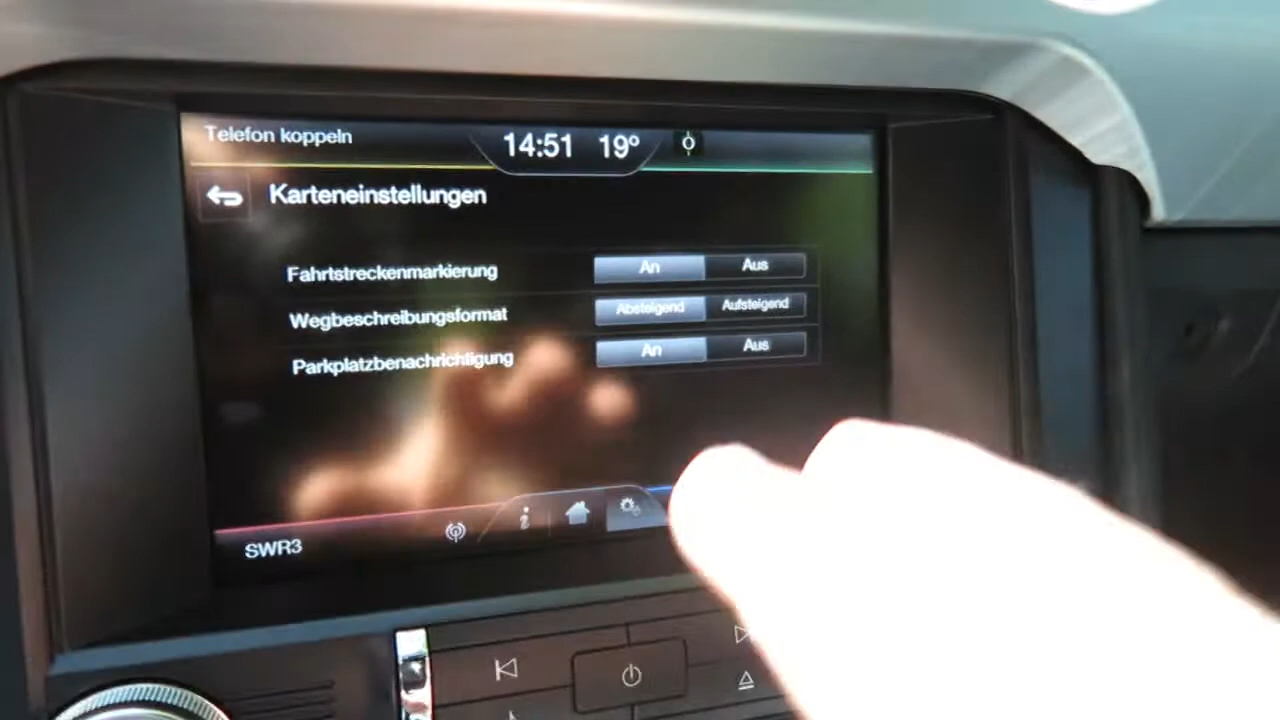 Telefon koppeln 14:51 19°
Karteneinstellungen
Fahrtstreckenmarkierung An Aus
Wegbeschreibungsformat Absteigend Aufsteigend
Parkplatzbenachrichtigung An Aus
SWR3